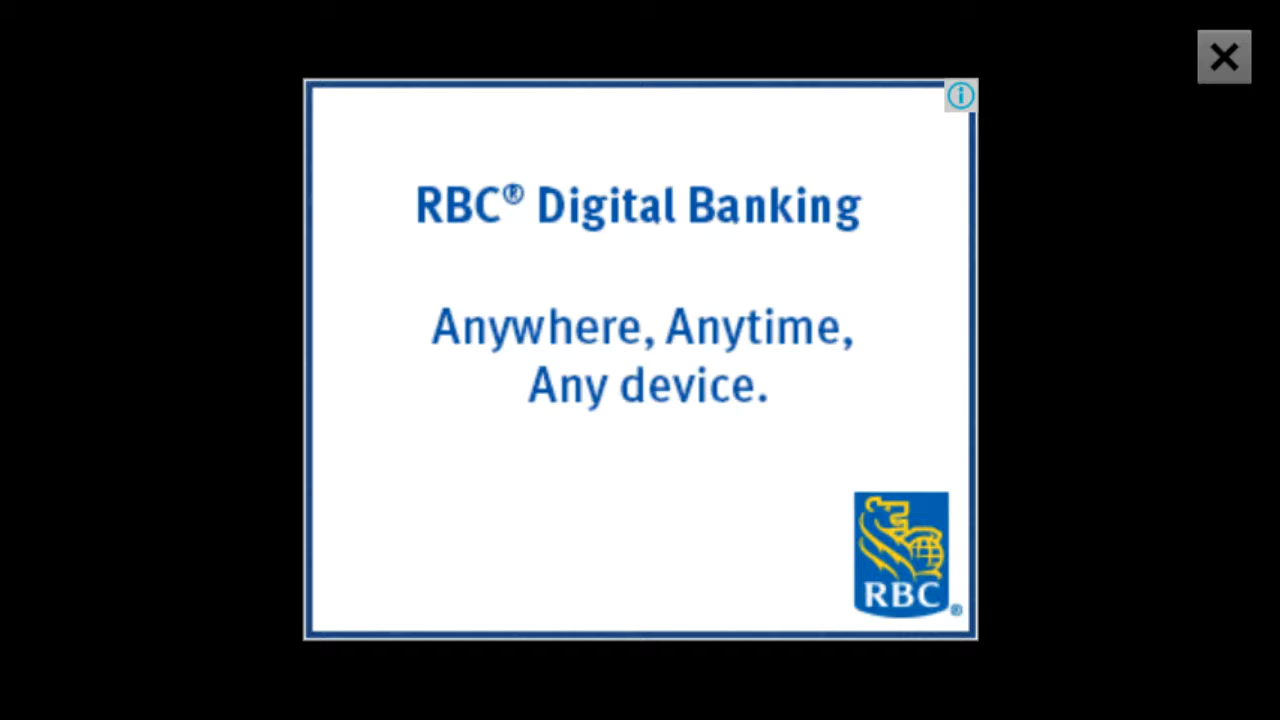 RBC® Digital Banking
Anywhere, Anytime,
Any device.
RBC®